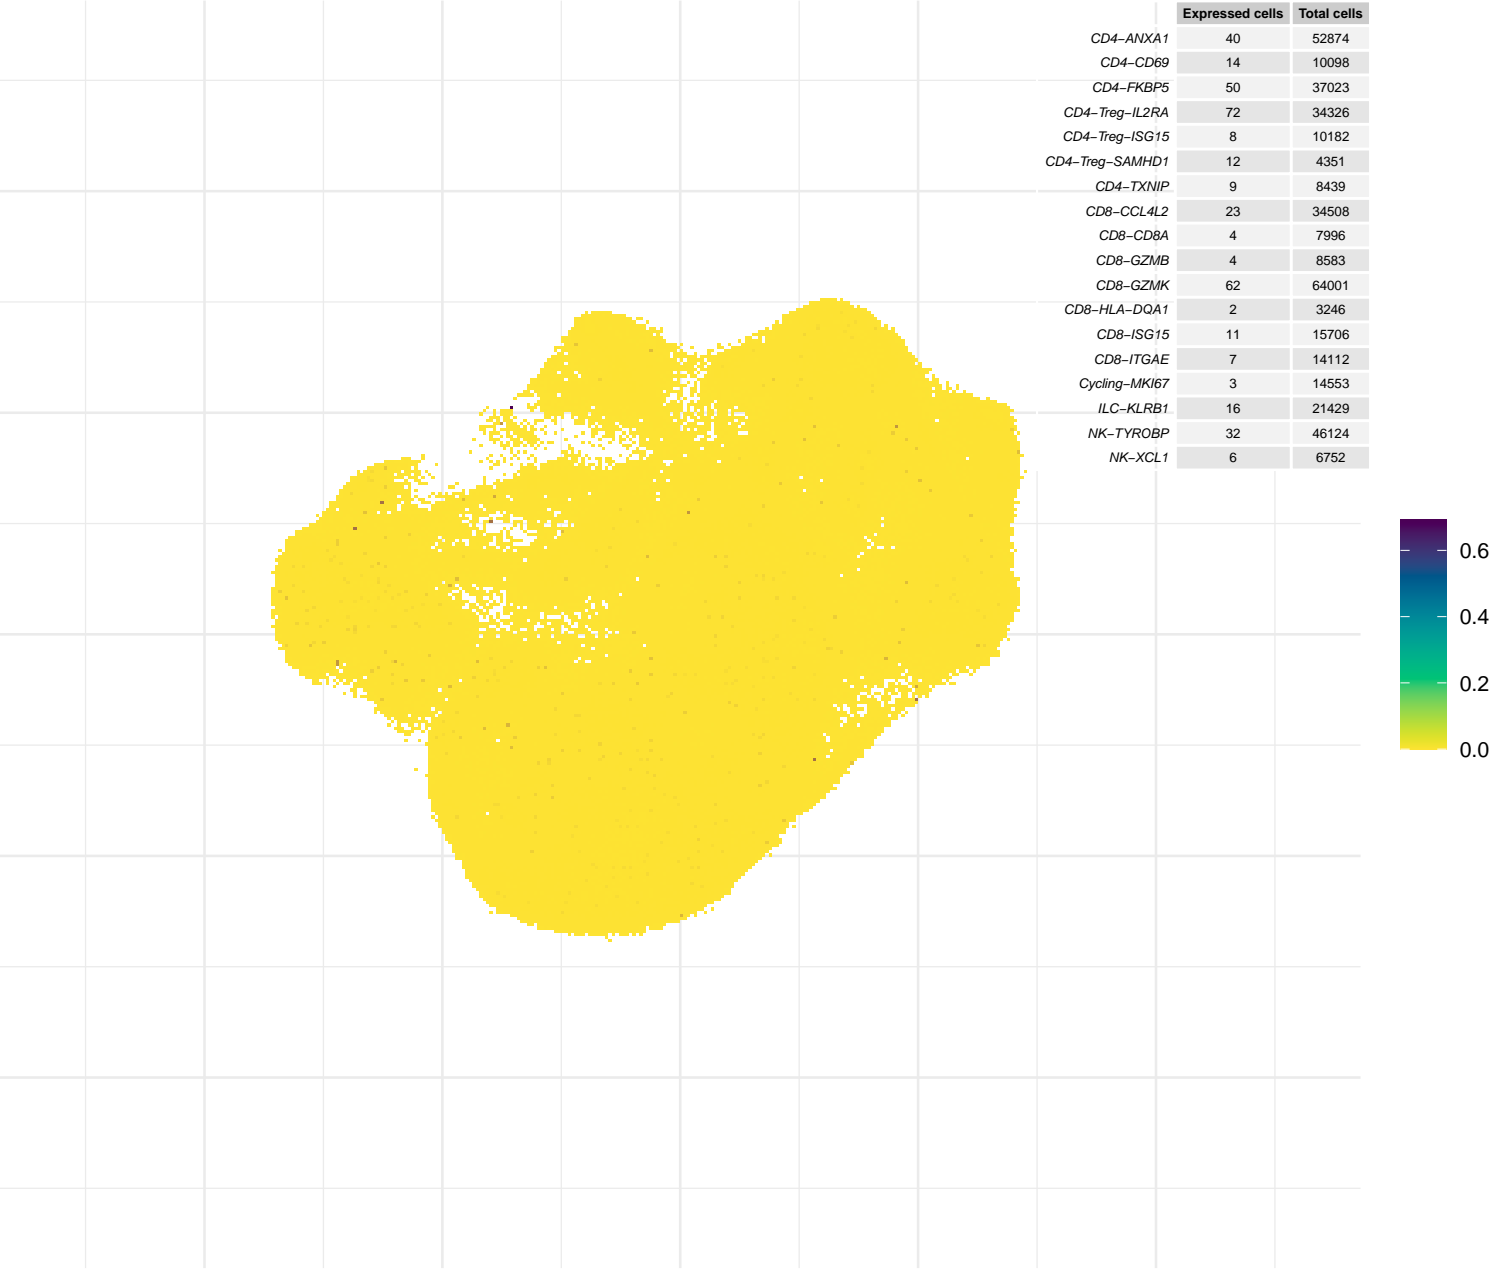 Expressed cells Total cells
CD4−ANXA1 40 52874
CD4−CD69 14 10098
CD4−FKBP5 50 37023
CD4−Treg−IL2RA 72 34326
CD4−Treg−ISG15 8 10182
CD4−Treg−SAMHD1 12 4351
CD4−TXNIP 9 8439
CD8−CCL4L2 23 34508
CD8−CD8A 4 7996
CD8−GZMB 4 8583
CD8−GZMK 62 64001
CD8−HLA−DQA1 2 3246
CD8−ISG15 11 15706
CD8−ITGAE 7 14112
Cycling−MKI67 3 14553
ILC−KLRB1 16 21429
NK−TYROBP 32 46124
NK−XCL1 6 6752
0.6
0.4
0.2
0.0